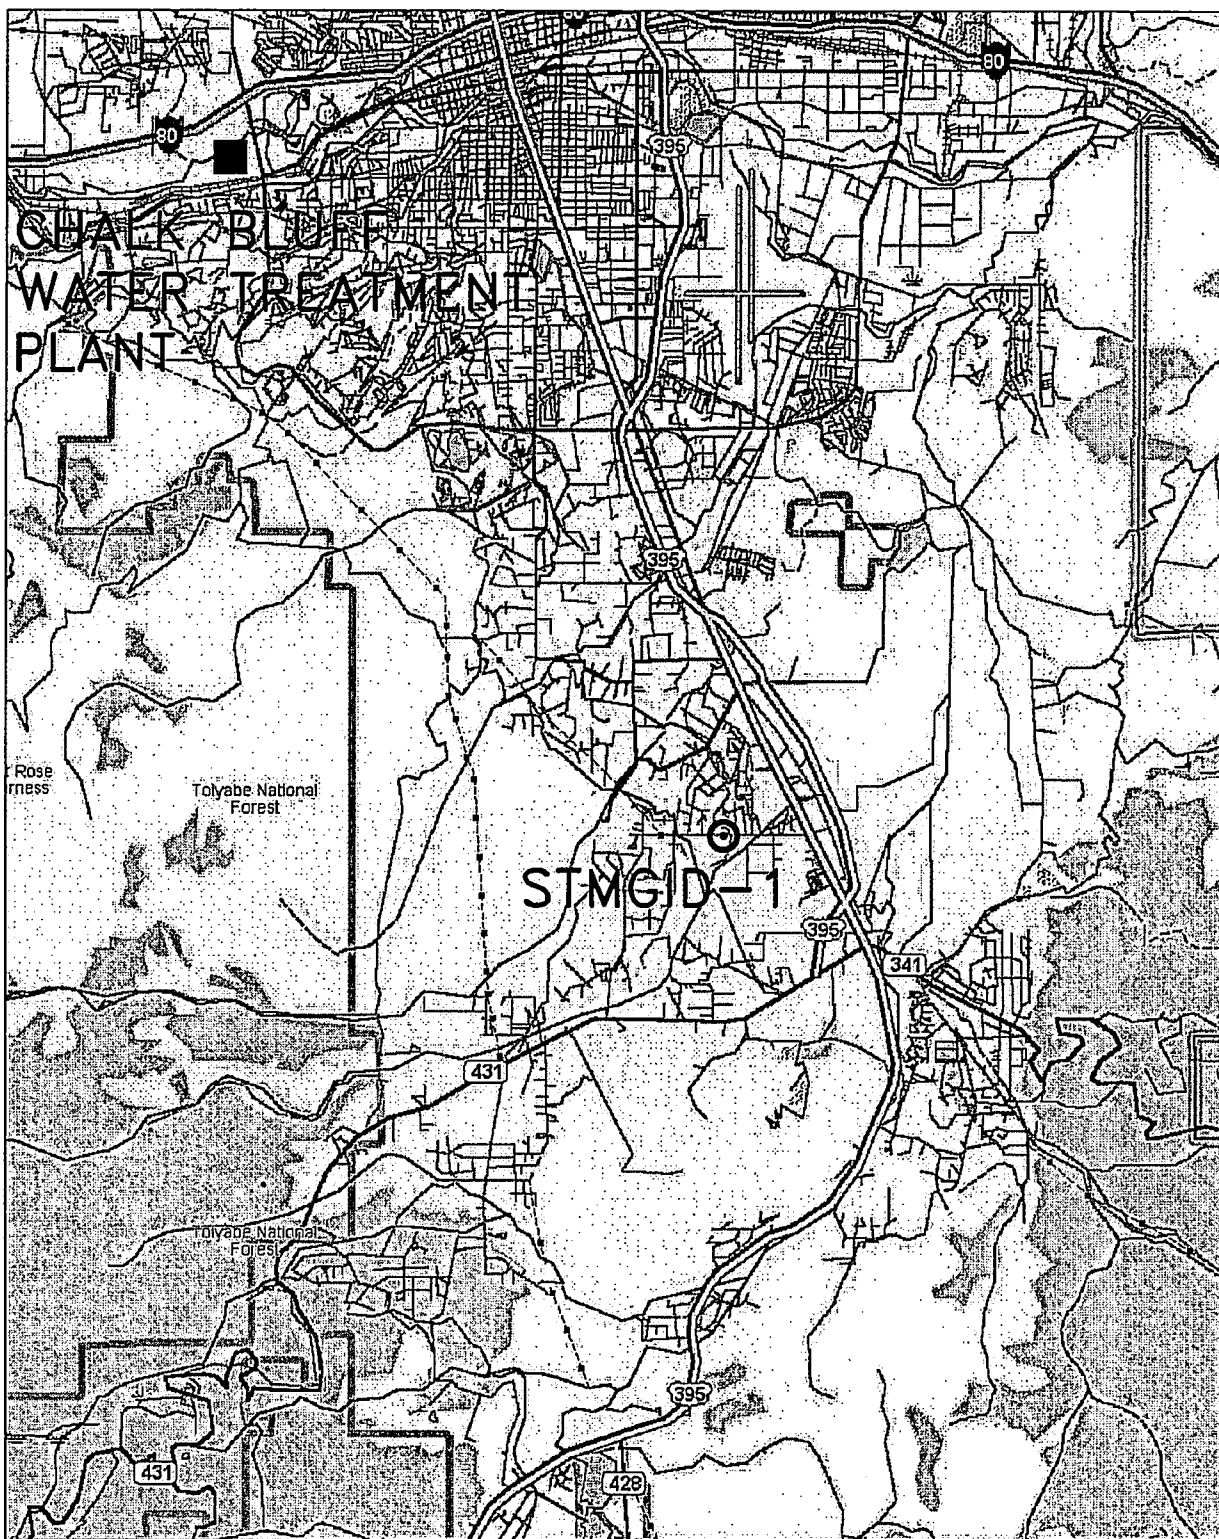 80
80
395
CHALK BLUFF
WATER TREATMENT
PLANT
395
Rose
rness
Toiyabe National
Forest
STMGID-1
395
341
431
Toiyabe National
Forest
395
431
428